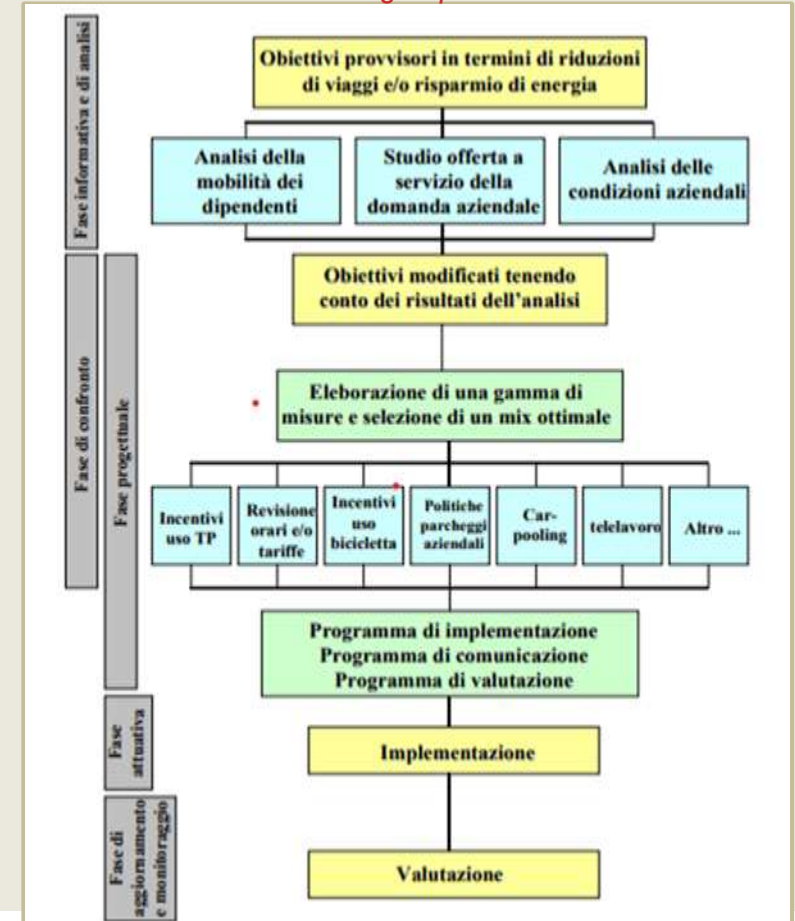 Obiettivi provvisori in termini di riduzioni
di viaggi e/o risparmio di energia
Analisi della
mobilità dei
dipendenti
Studio offerta a
servizio della
domanda aziendale
Analisi delle
condizioni aziendali
Obiettivi modificati tenendo
conto dei risultati dell'analisi
Eleborazione di una gamma di
misure e selezione di un mix ottimale
Incentivi
uso TP
Revisione
orari e/o
tariffe
Incentivi
uso
bicicletta
Politiche
parcheggi
aziendali
Car-
pooling
telelavoro
Altro ...
Programma di implementazione
Programma di comunicazione
Programma di valutazione
Implementazione
Valutazione
Fase informativa e di analisi
Fase di confronto
Fase progettuale
Fase
attuativa
Fase di
aggiornamento
e monitoraggio